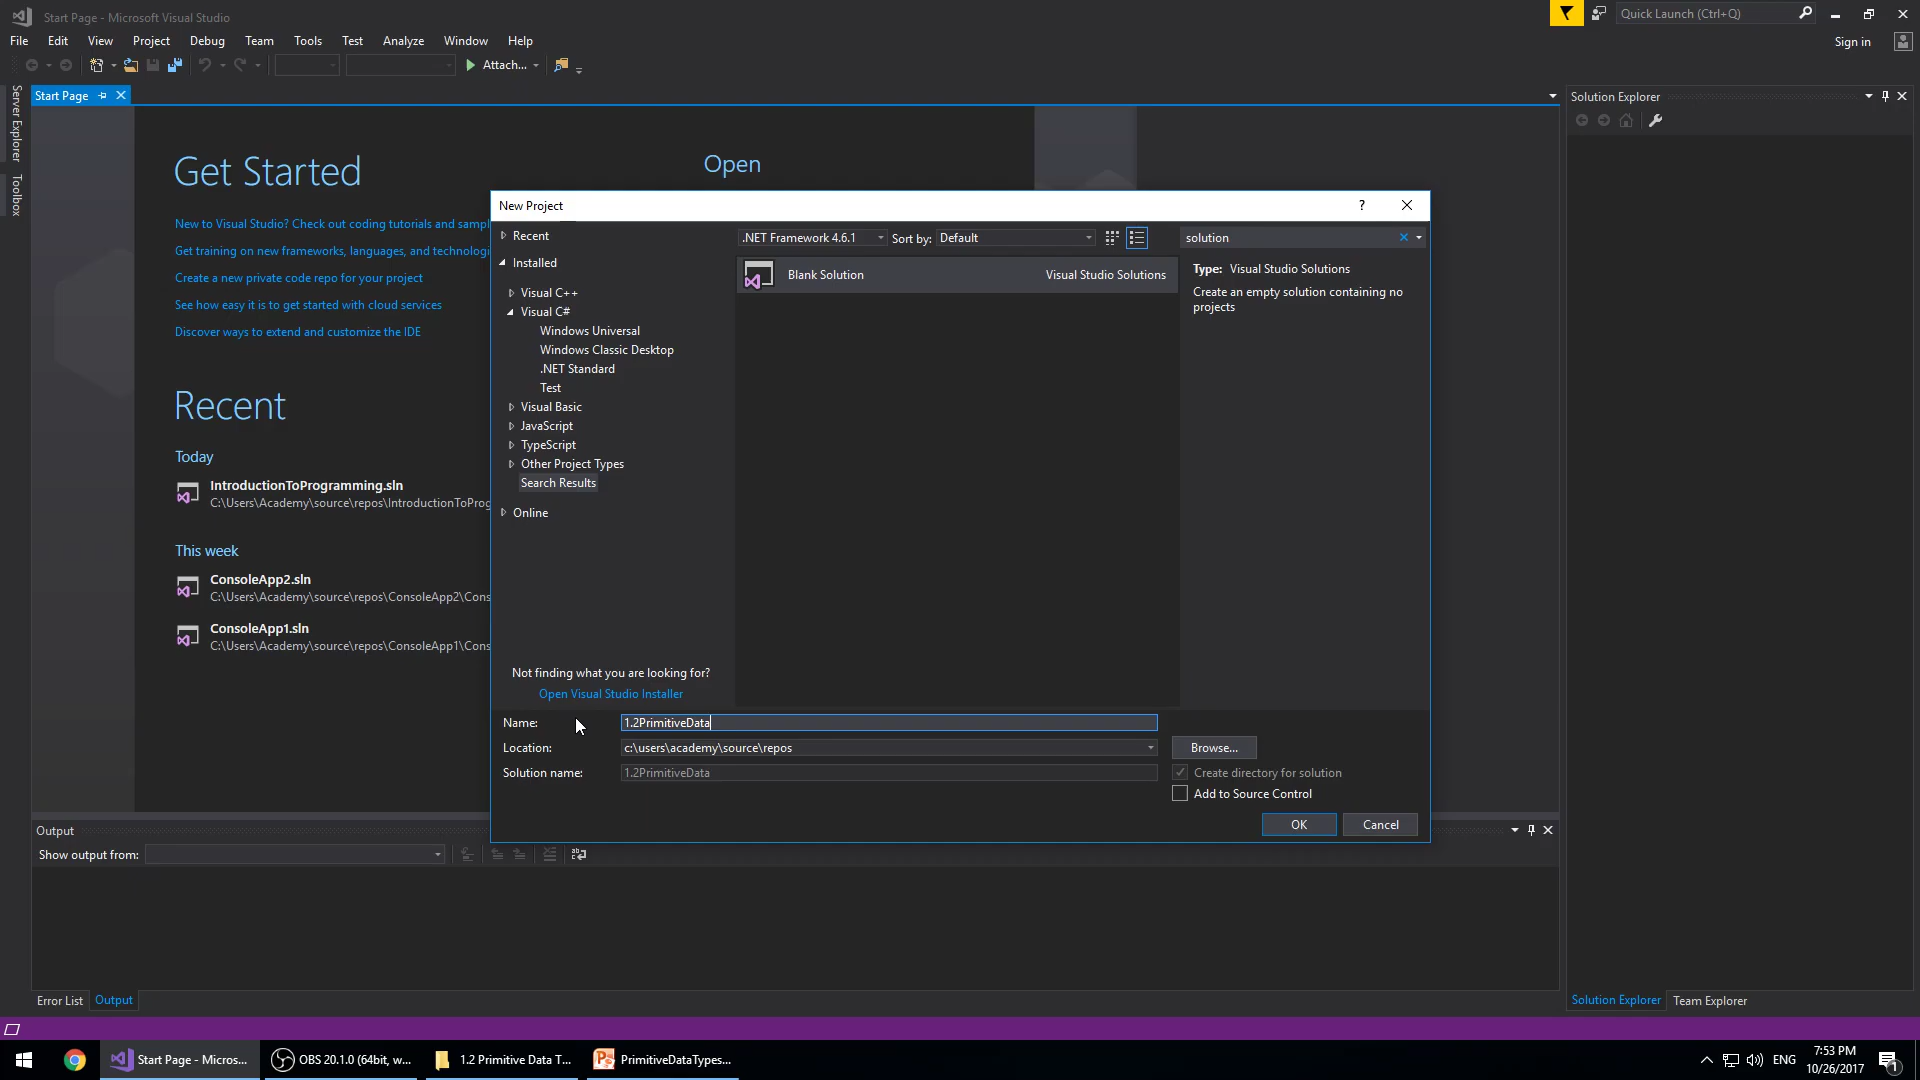 Start Page - Microsoft Visual Studio
Quick Launch (Ctrl+Q)
File Edit View Project Debug Team Tools Test Analyze Window Help
Sign in
Attach...
Server Explorer
Toolbox
Start Page
Solution Explorer
Get Started
Open
New to Visual Studio? Check out coding tutorials and sampl
Get training on new frameworks, languages, and technologi
Create a new private code repo for your project
See how easy it is to get started with cloud services
Discover ways to extend and customize the IDE
Recent
Today
IntroductionToProgramming.sln
C:\Users\Academy\source\repos\IntroductionToProg
This week
ConsoleApp2.sln
C:\Users\Academy\source\repos\ConsoleApp2\Cons
ConsoleApp1.sln
C:\Users\Academy\source\repos\ConsoleApp1\Cons
New Project
?
Recent
Installed
Visual C++
Visual C#
Windows Universal
Windows Classic Desktop
.NET Standard
Test
Visual Basic
JavaScript
TypeScript
Other Project Types
Search Results
Online
Not finding what you are looking for?
Open Visual Studio Installer
.NET Framework 4.6.1 Sort by: Default
solution
Blank Solution Visual Studio Solutions
Type: Visual Studio Solutions
Create an empty solution containing no
projects
Name: 1.2PrimitiveData
Location: c:\users\academy\source\repos
Browse...
Solution name: 1.2PrimitiveData
Create directory for solution
Add to Source Control
OK Cancel
Output
Show output from:
Error List Output
Solution Explorer Team Explorer
Start Page - Micros...
OBS 20.1.0 (64bit, w...
1.2 Primitive Data T...
PrimitiveDataTypes...
ENG
7:53 PM
10/26/2017
1